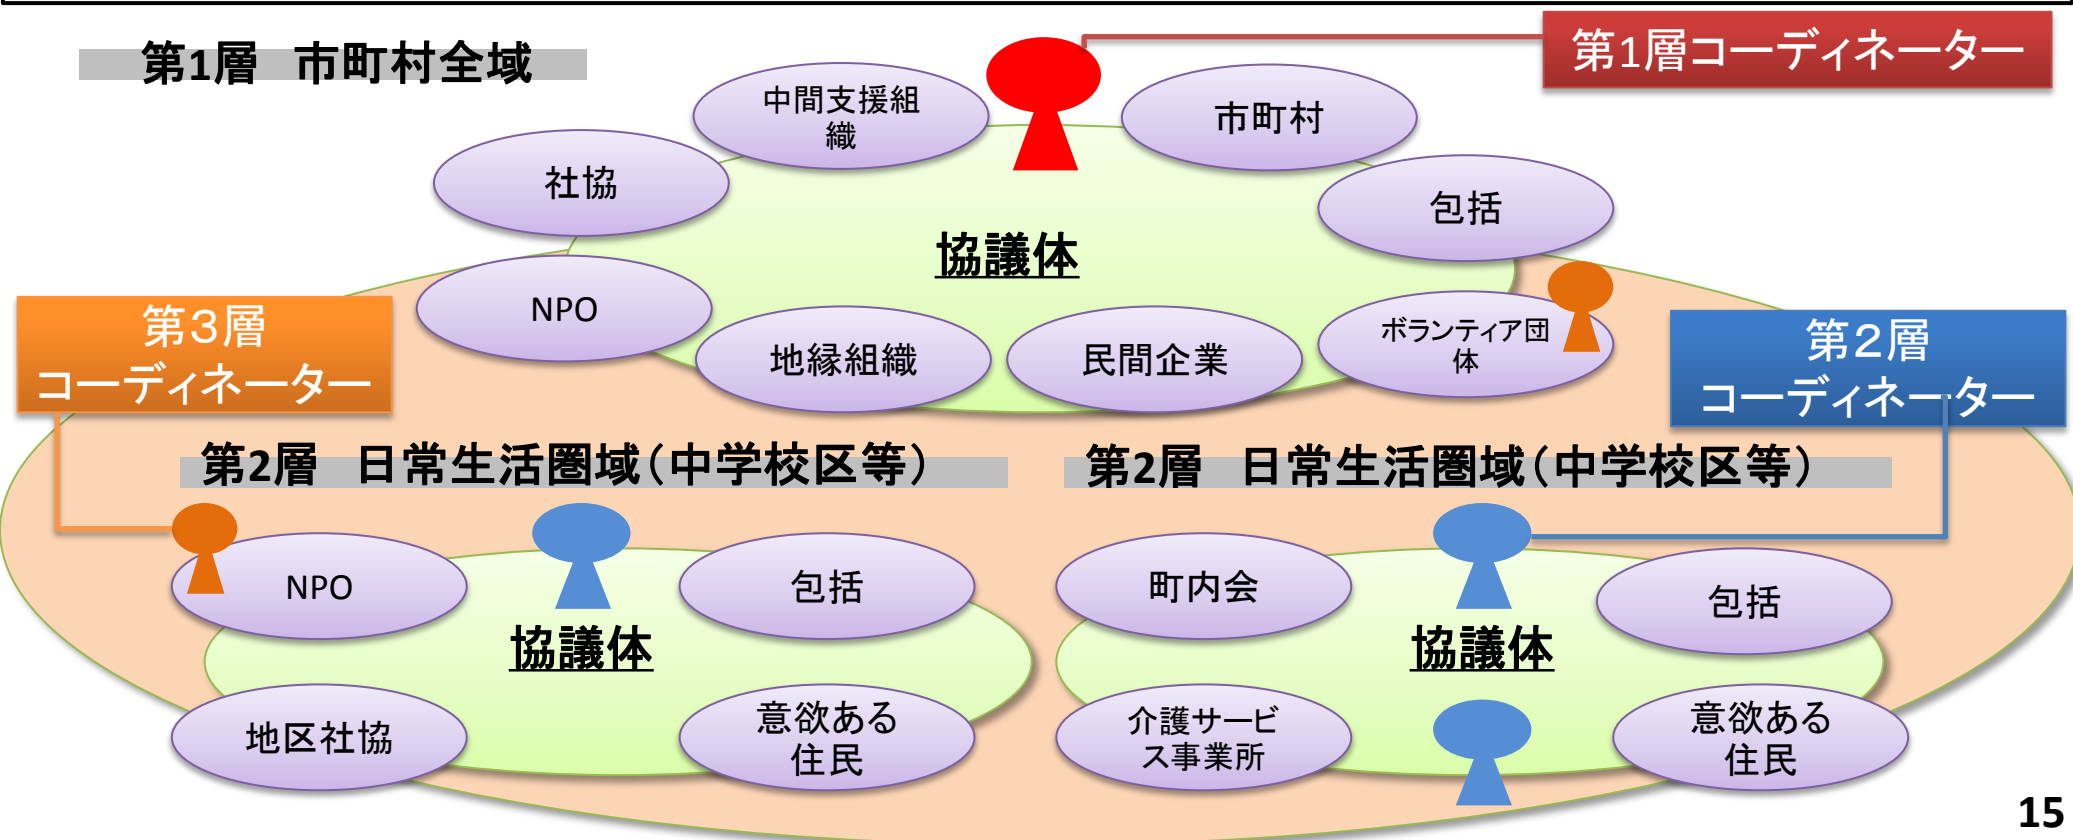 第1層　市町村全域
第1層コーディネーター
中間支援組
織
市町村
社協
包括
協議体
NPO
ボランティア団
体
地縁組織
民間企業
第３層
コーディネーター
第２層
コーディネーター
第2層　日常生活圏域（中学校区等）
第2層　日常生活圏域（中学校区等）
NPO
包括
協議体
地区社協
意欲ある
住民
町内会
包括
協議体
介護サービ
ス事業所
意欲ある
住民
15